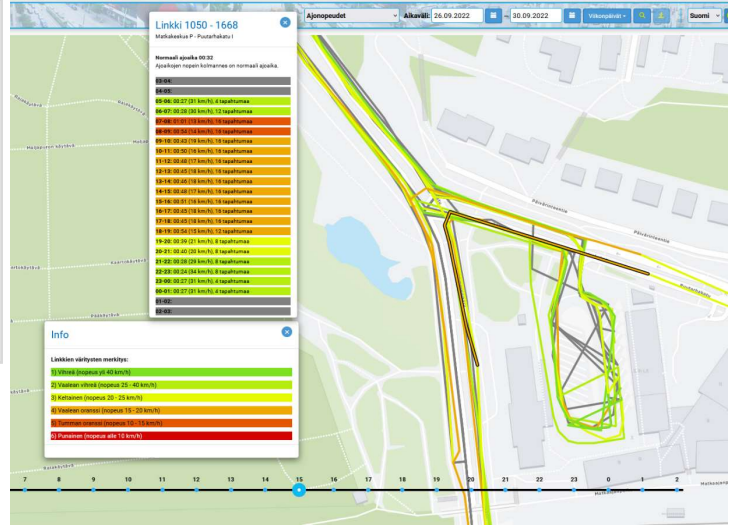 Ajonopeudet
Aikaväli: 26.09.2022 - 30.09.2022
Viikonpäivän
Suomi
Linkki 1050 - 1668
Matkakeskus P - Puutarhakatu I
Normaali ajoaika 00:32
Ajoaikojen nopein kolmannes on normaali ajoaika.
03-04:
04-05:
05-06: 00:27 (31 km/h), 4 tapahtumaa
06-07: 00:28 (30 km/h), 12 tapahtumaa
07-08: 01:01 (13 km/h), 16 tapahtumaa
08-09: 00:54 (14 km/h), 16 tapahtumaa
09-10: 00:43 (19 km/h), 16 tapahtumaa
10-11: 00:50 (16 km/h), 16 tapahtumaa
11-12: 00:48 (17 km/h), 16 tapahtumaa
12-13: 00:45 (18 km/h), 16 tapahtumaa
13-14: 00:46 (18 km/h), 16 tapahtumaa
14-15: 00:48 (17 km/h), 16 tapahtumaa
15-16: 00:51 (16 km/h), 16 tapahtumaa
16-17: 00:45 (18 km/h), 16 tapahtumaa
17-18: 00:45 (18 km/h), 16 tapahtumaa
18-19: 00:54 (15 km/h), 12 tapahtumaa
19-20: 00:39 (21 km/h), 8 tapahtumaa
20-21: 00:40 (20 km/h), 8 tapahtumaa
21-22: 00:28 (29 km/h), 8 tapahtumaa
22-23: 00:24 (34 km/h), 8 tapahtumaa
23-00: 00:27 (31 km/h), 4 tapahtumaa
00-01: 00:27 (31 km/h), 4 tapahtumaa
01-02:
02-03:
Päivärinteentie
Päivärinteentie
Puutarhakatu
Info
Linkkien väritysten merkitys:
1) Vihreä (nopeus yli 40 km/h)
2) Vaalean vihreä (nopeus 25 - 40 km/h)
3) Keltainen (nopeus 20 - 25 km/h)
4) Vaalean oranssi (nopeus 15 - 20 km/h)
5) Tumman oranssi (nopeus 10 - 15 km/h)
6) Punainen (nopeus alle 10 km/h)
7 8 9 10 11 12 13 14 15 16 17 18 19 20 21 22 23 0 1 2